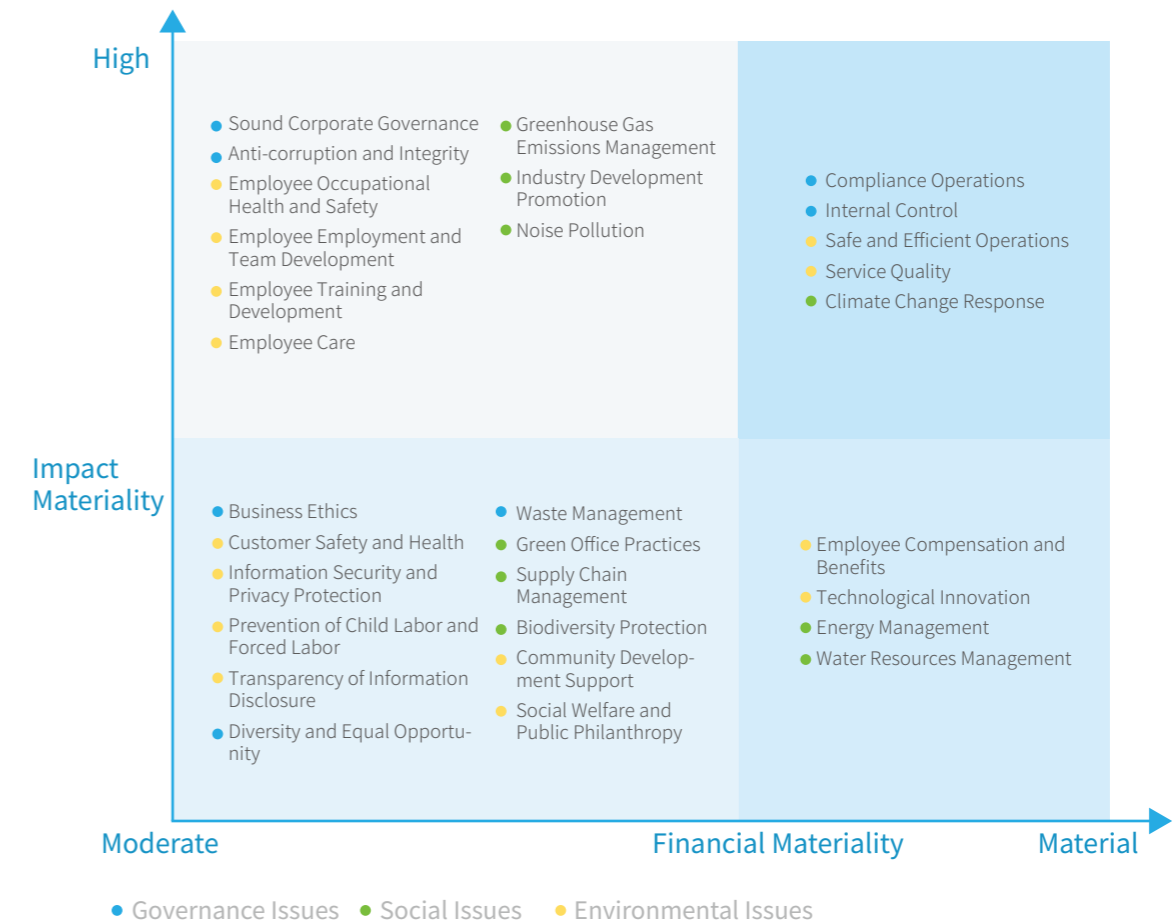 High
Sound Corporate Governance
Anti-corruption and Integrity
Employee Occupational
Health and Safety
Employee Employment and
Team Development
Employee Training and
Development
Employee Care
Greenhouse Gas
Emissions Management
Industry Development
Promotion
Noise Pollution
Compliance Operations
Internal Control
Safe and Efficient Operations
Service Quality
Climate Change Response
Impact
Materiality
Business Ethics
Customer Safety and Health
Information Security and
Privacy Protection
Prevention of Child Labor and
Forced Labor
Transparency of Information
Disclosure
Diversity and Equal Opportu-
nity
Waste Management
Green Office Practices
Supply Chain
Management
Biodiversity Protection
Community Develop-
ment Support
Social Welfare and
Public Philanthropy
Employee Compensation and
Benefits
Technological Innovation
Energy Management
Water Resources Management
Moderate
Financial Materiality
Material
Governance Issues
Social Issues
Environmental Issues